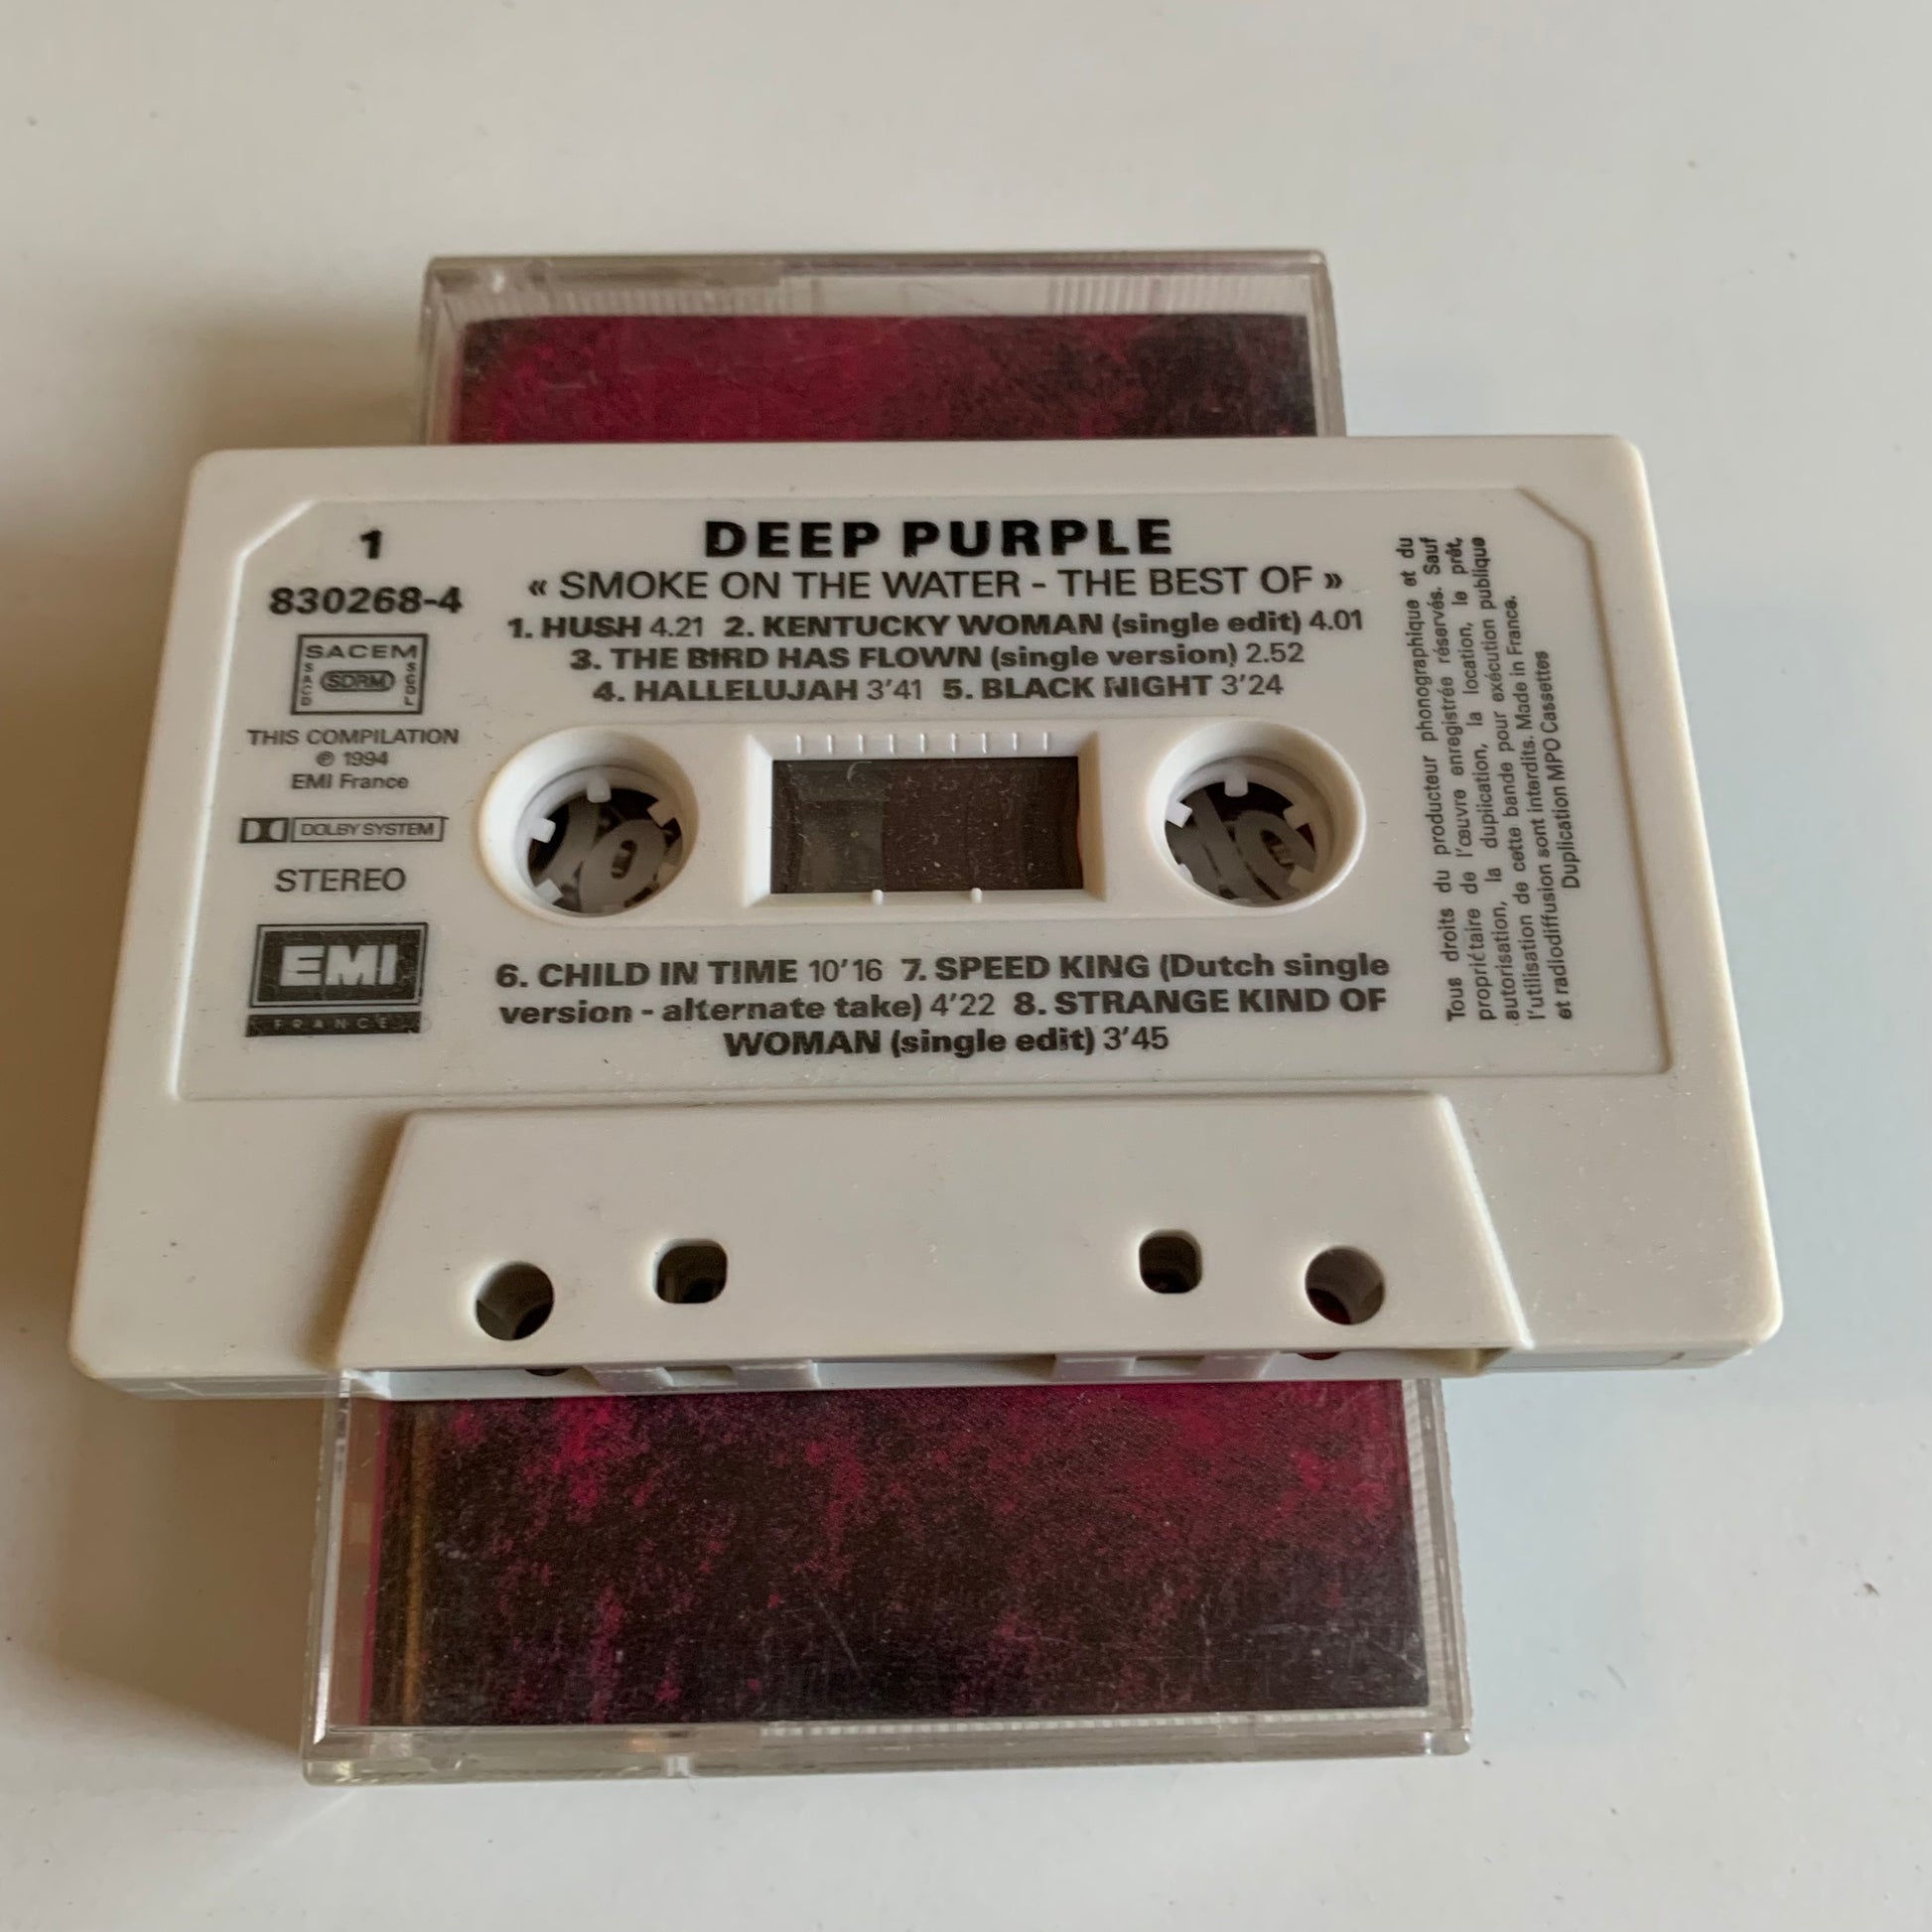 1
830268-4
SACEM
SACD
SDRM
SGDL
THIS COMPILATION
℗ 1994
EMI France
DOLBY SYSTEM
STEREO
EMI
FRANCE
DEEP PURPLE
« SMOKE ON THE WATER - THE BEST OF »
1. HUSH 4.21 2. KENTUCKY WOMAN (single edit) 4.01
3. THE BIRD HAS FLOWN (single version) 2.52
4. HALLELUJAH 3'41 5. BLACK NIGHT 3'24
6. CHILD IN TIME 10'16 7. SPEED KING (Dutch single
version - alternate take) 4'22 8. STRANGE KIND OF
WOMAN (single edit) 3'45
Tous droits du producteur phonographique et du
propriétaire de l'œuvre enregistrée réservés. Sauf
autorisation, la duplication, la location, le prêt,
l'utilisation de cette bande pour exécution publique
et radiodiffusion sont interdits. Made in France.
Duplication MPO Cassettes